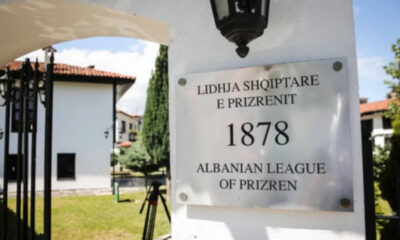 LIDHJA SHQIPTARE
E PRIZRENIT
1878
ALBANIAN LEAGUE
OF PRIZREN